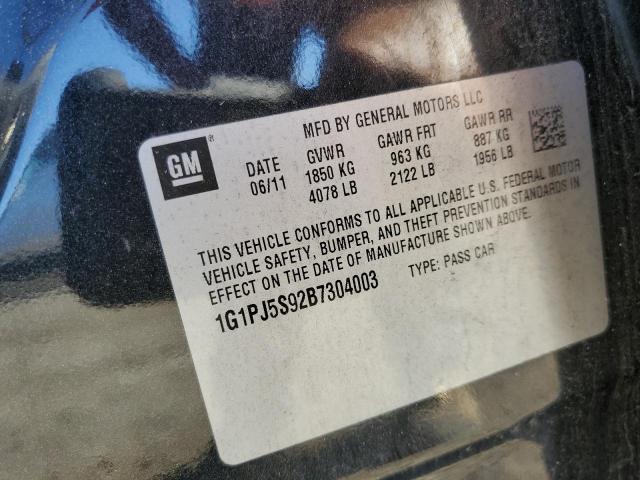 GM
MFD BY GENERAL MOTORS LLC
DATE GVWR GAWR FRT GAWR RR
06/11 1850 KG 963 KG 887 KG
4078 LB 2122 LB 1956 LB
THIS VEHICLE CONFORMS TO ALL APPLICABLE U.S. FEDERAL MOTOR
VEHICLE SAFETY, BUMPER, AND THEFT PREVENTION STANDARDS IN
EFFECT ON THE DATE OF MANUFACTURE SHOWN ABOVE.
1G1PJ5S92B7304003 TYPE: PASS CAR